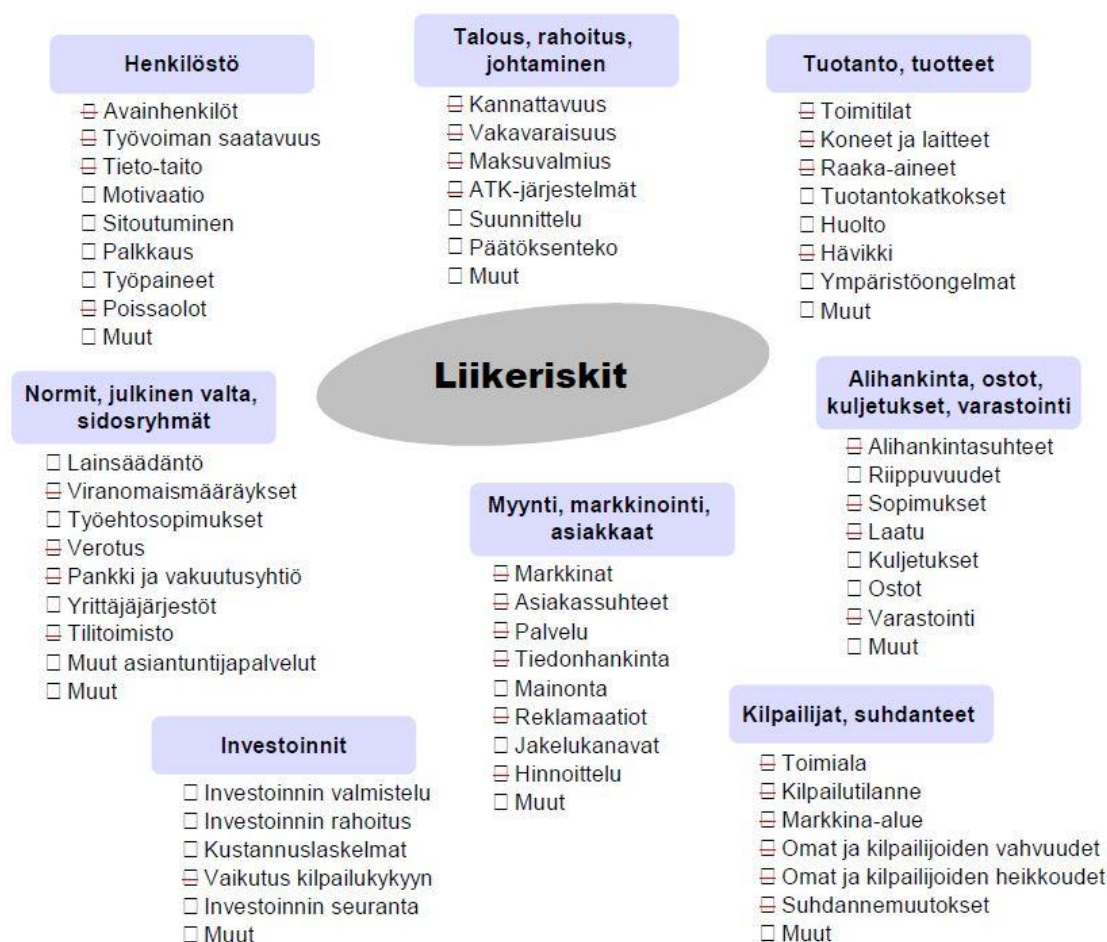 Henkilöstö
☐ Avainhenkilöt
☐ Työvoiman saatavuus
☐ Tieto-taito
☐ Motivaatio
☐ Sitoutuminen
☐ Palkkaus
☐ Työpaineet
☐ Poissaolot
☐ Muut
Talous, rahoitus,
johtaminen
☐ Kannattavuus
☐ Vakavaraisuus
☐ Maksuvalmius
☐ ATK-järjestelmät
☐ Suunnittelu
☐ Päätöksenteko
☐ Muut
Tuotanto, tuotteet
☐ Toimitilat
☐ Koneet ja laitteet
☐ Raaka-aineet
☐ Tuotantokatkokset
☐ Huolto
☐ Hävikki
☐ Ympäristöongelmat
☐ Muut
Liikeriskit
Normit, julkinen valta,
sidosryhmät
☐ Lainsäädäntö
☐ Viranomaismääräykset
☐ Työehtosopimukset
☐ Verotus
☐ Pankki ja vakuutusyhtiö
☐ Yrittäjäjärjestöt
☐ Tilitoimisto
☐ Muut asiantuntijapalvelut
☐ Muut
Myynti, markkinointi,
asiakkaat
☐ Markkinat
☐ Asiakassuhteet
☐ Palvelu
☐ Tiedonhankinta
☐ Mainonta
☐ Reklamaatiot
☐ Jakelukanavat
☐ Hinnoittelu
☐ Muut
Alihankinta, ostot,
kuljetukset, varastointi
☐ Alihankintasuhteet
☐ Riippuvuudet
☐ Sopimukset
☐ Laatu
☐ Kuljetukset
☐ Ostot
☐ Varastointi
☐ Muut
Investoinnit
☐ Investoinnin valmistelu
☐ Investoinnin rahoitus
☐ Kustannuslaskelmat
☐ Vaikutus kilpailukykyyn
☐ Investoinnin seuranta
☐ Muut
Kilpailijat, suhdanteet
☐ Toimiala
☐ Kilpailutilanne
☐ Markkina-alue
☐ Omat ja kilpailijoiden vahvuudet
☐ Omat ja kilpailijoiden heikkoudet
☐ Suhdannemuutokset
☐ Muut